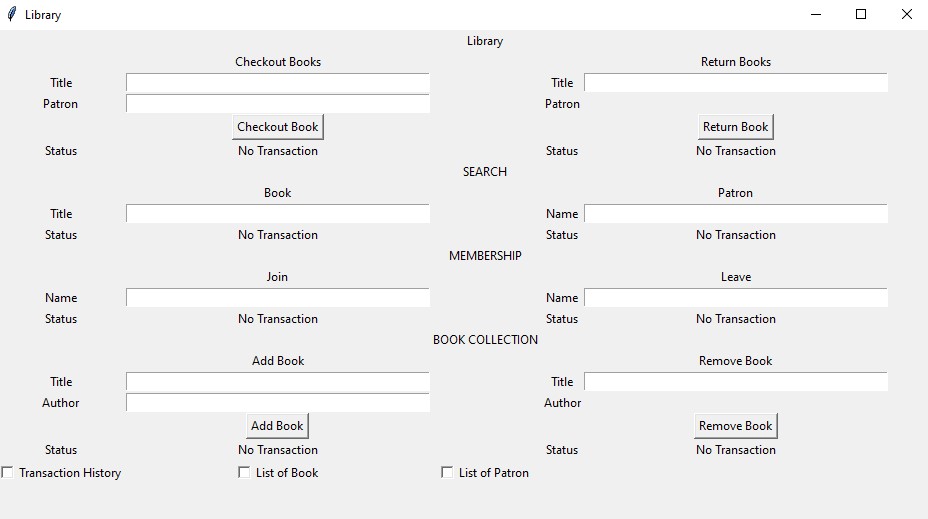 Library
Library
Checkout Books Return Books
Title Title
Patron Patron
Checkout Book Return Book
Status No Transaction Status No Transaction
SEARCH
Book Patron
Title Name
Status No Transaction Status No Transaction
MEMBERSHIP
Join Leave
Name Name
Status No Transaction Status No Transaction
BOOK COLLECTION
Add Book Remove Book
Title Title
Author Author
Add Book Remove Book
Status No Transaction Status No Transaction
Transaction History List of Book List of Patron